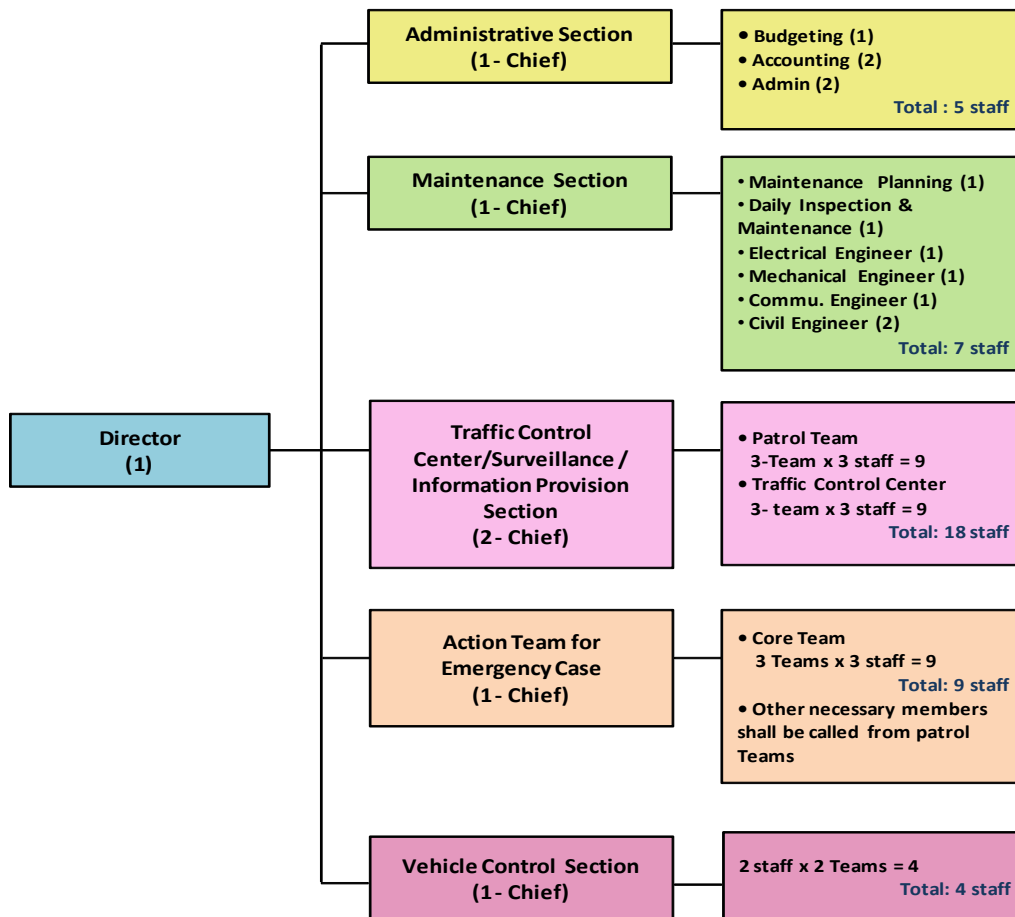 Administrative Section
(1 - Chief)
• Budgeting (1)
• Accounting (2)
• Admin (2)
Total : 5 staff
Maintenance Section
(1 - Chief)
• Maintenance Planning (1)
• Daily Inspection &
Maintenance (1)
• Electrical Engineer (1)
• Mechanical Engineer (1)
• Commu. Engineer (1)
• Civil Engineer (2)
Total: 7 staff
Director
(1)
Traffic Control
Center/Surveillance /
Information Provision
Section
(2 - Chief)
• Patrol Team
3-Team x 3 staff = 9
• Traffic Control Center
3- team x 3 staff = 9
Total: 18 staff
Action Team for
Emergency Case
(1 - Chief)
• Core Team
3 Teams x 3 staff = 9
Total: 9 staff
• Other necessary members
shall be called from patrol
Teams
Vehicle Control Section
(1 - Chief)
2 staff x 2 Teams = 4
Total: 4 staff